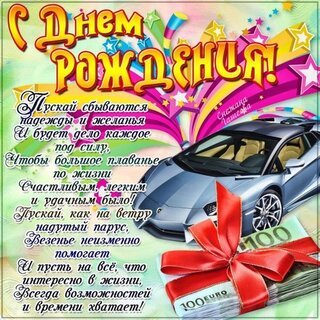 С Днем
РОЖДЕНИЯ!
Пускай сбываются
надежды и желанья
И будет дело каждое
под силу,
Чтобы большое плаванье
по жизни
Счастливым, легким
и удачным было!
Пускай, как на ветру
надутый парус,
Везенье неизменно
помогает
И пусть на всё, что
интересно в жизни,
Всегда возможностей
и времени хватает!
100
100 EURO